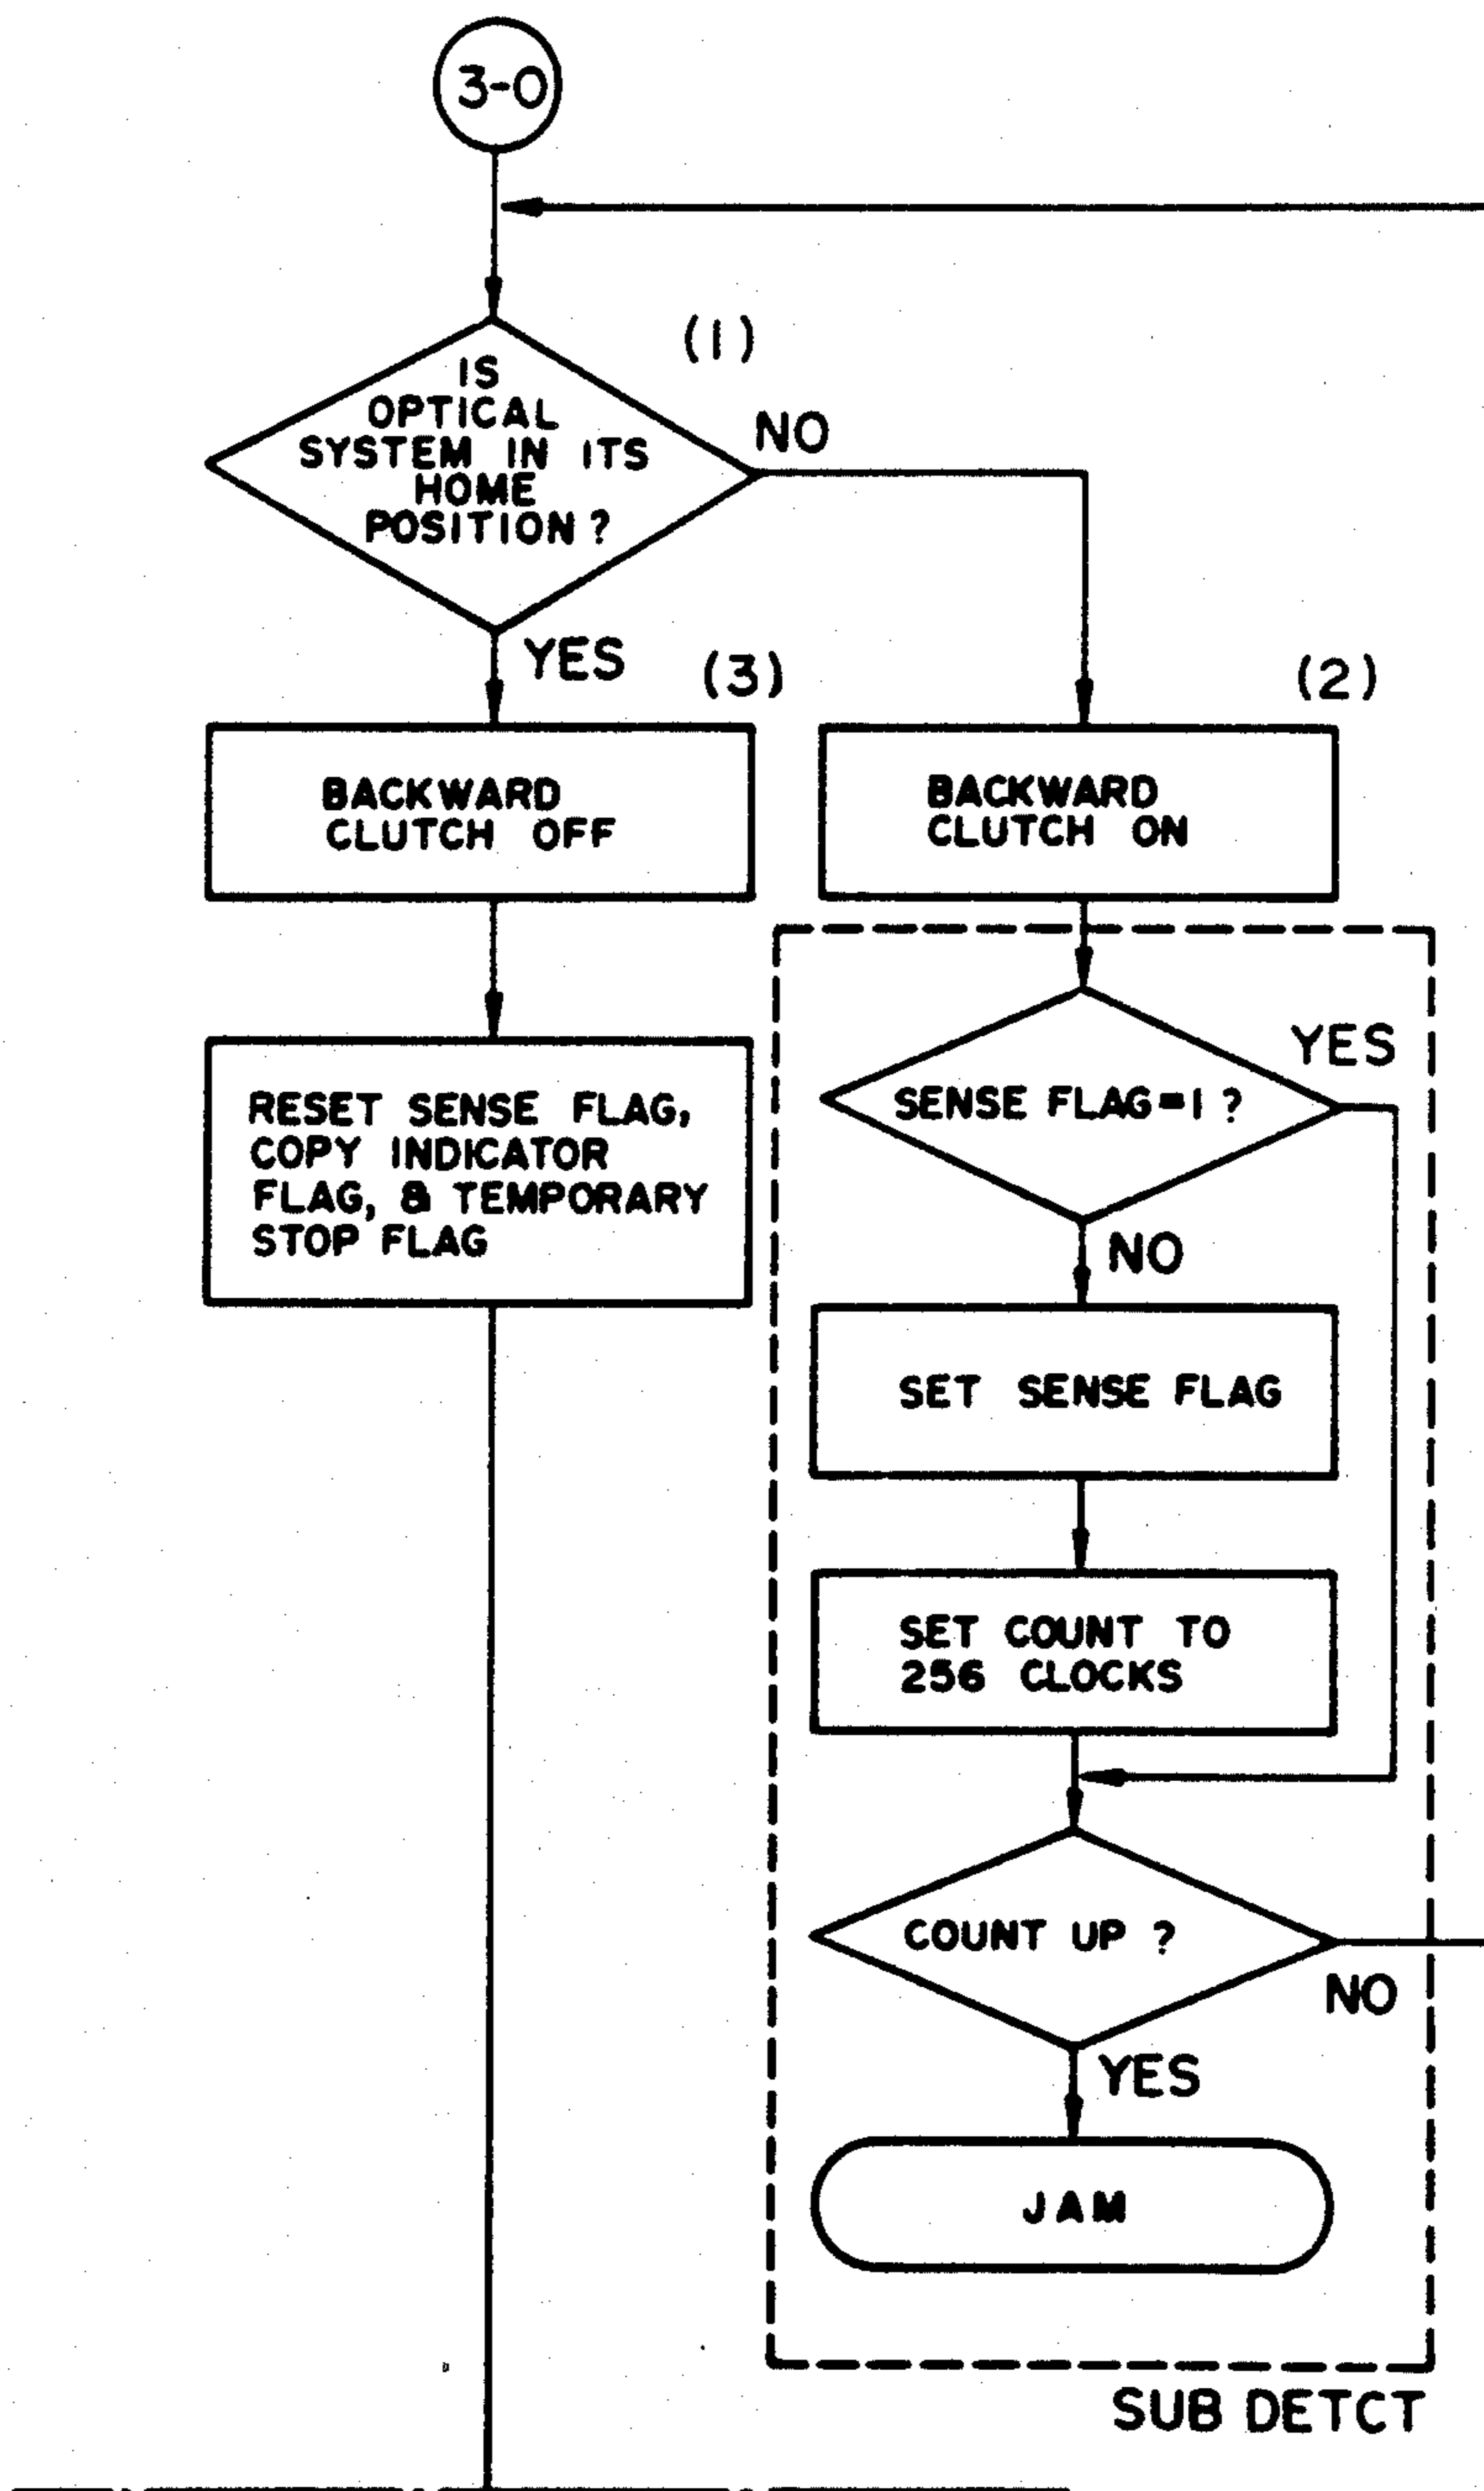 3-0
(1)
IS
OPTICAL
SYSTEM IN ITS
HOME
POSITION?
NO
YES
(3)
(2)
BACKWARD
CLUTCH OFF
BACKWARD
CLUTCH ON
RESET SENSE FLAG,
COPY INDICATOR
FLAG, & TEMPORARY
STOP FLAG
SENSE FLAG=1 ?
YES
NO
SET SENSE FLAG
SET COUNT TO
256 CLOCKS
COUNT UP ?
NO
YES
JAM
SUB DETCT